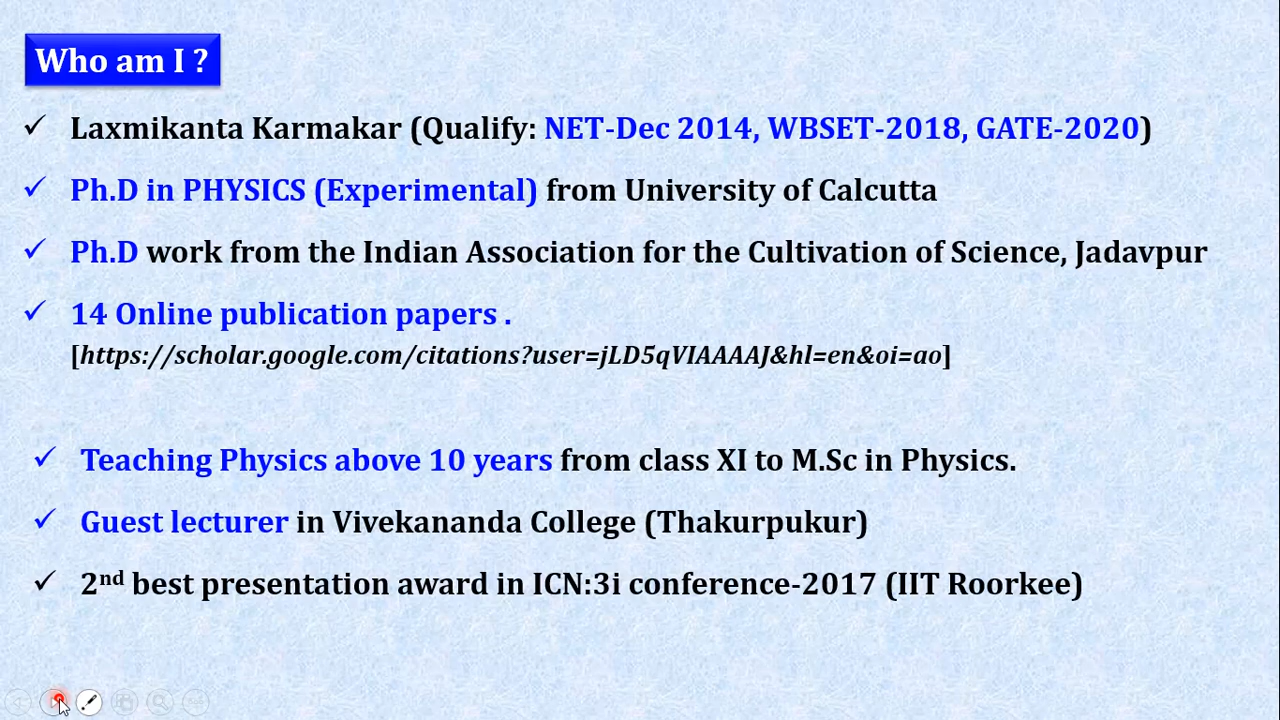 Who am I ?
Laxmikanta Karmakar (Qualify: NET-Dec 2014, WBSET-2018, GATE-2020)
Ph.D in PHYSICS (Experimental) from University of Calcutta
Ph.D work from the Indian Association for the Cultivation of Science, Jadavpur
14 Online publication papers .
[https://scholar.google.com/citations?user=jLD5qVIAAAAJ&hl=en&oi=ao]
Teaching Physics above 10 years from class XI to M.Sc in Physics.
Guest lecturer in Vivekananda College (Thakurpukur)
2nd best presentation award in ICN:3i conference-2017 (IIT Roorkee)